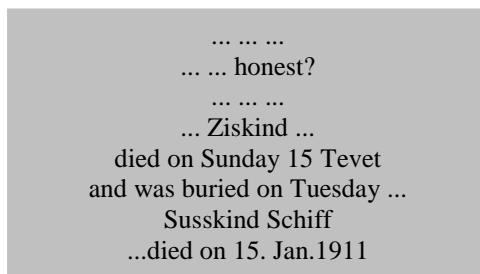 ... ... ...
... ... honest?
... ... ...
... Ziskind ...
died on Sunday 15 Tevet
and was buried on Tuesday ...
Susskind Schiff
...died on 15. Jan.1911